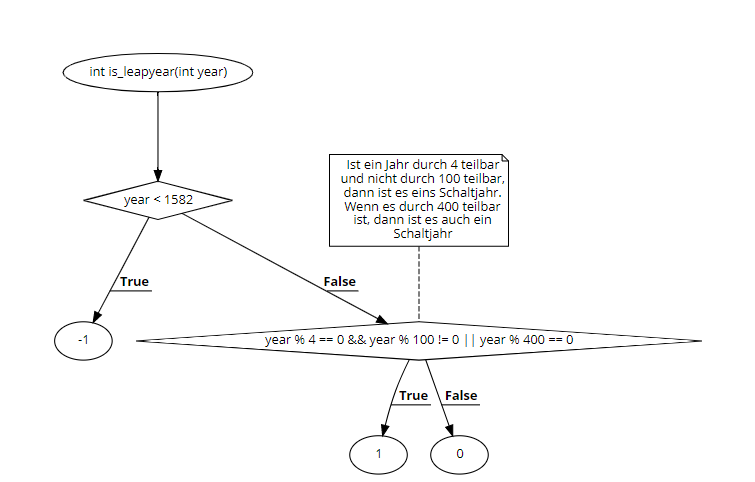 int is_leapyear(int year)
Ist ein Jahr durch 4 teilbar
und nicht durch 100 teilbar,
dann ist es eins Schaltjahr.
Wenn es durch 400 teilbar
ist, dann ist es auch ein
Schaltjahr
year < 1582
True
False
-1
year % 4 == 0 && year % 100 != 0 || year % 400 == 0
True
False
1
0